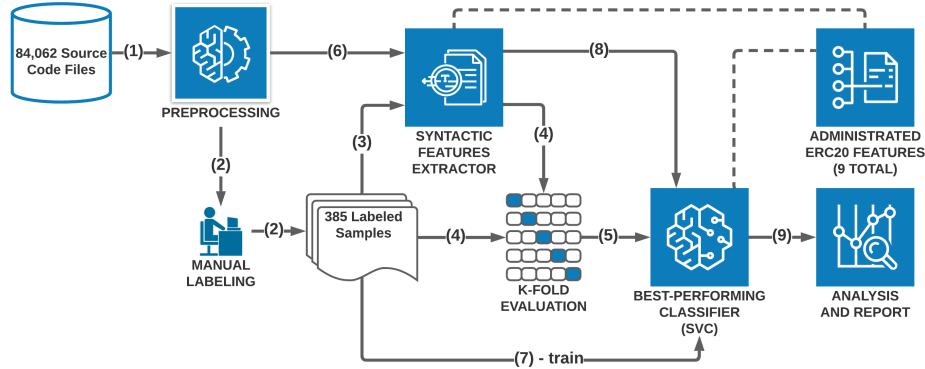 84,062 Source
Code Files
(1)
PREPROCESSING
(6)
(8)
SYNTACTIC
FEATURES
EXTRACTOR
ADMINISTRATED
ERC20 FEATURES
(9 TOTAL)
(2)
(3)
(4)
MANUAL
LABELING
(2)
385 Labeled
Samples
(4)
K-FOLD
EVALUATION
(5)
BEST-PERFORMING
CLASSIFIER
(SVC)
(9)
ANALYSIS
AND REPORT
(7) - train